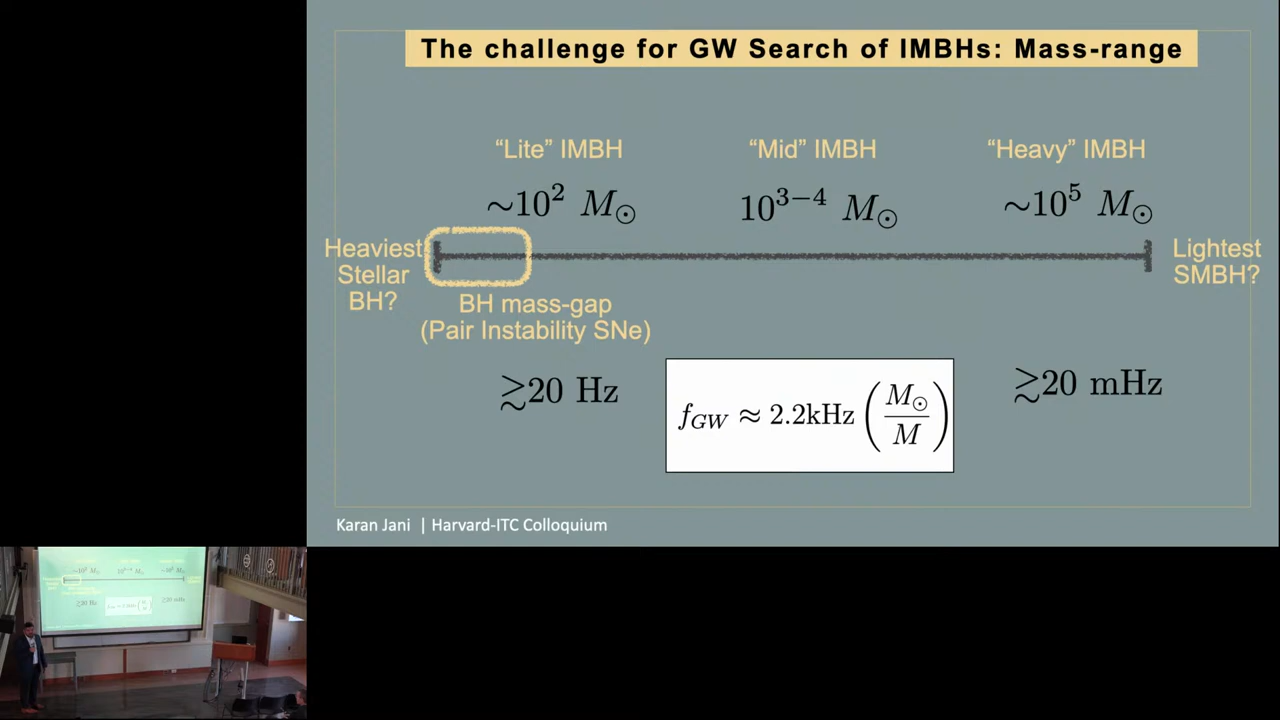 The challenge for GW Search of IMBHs: Mass-range
“Lite” IMBH
“Mid” IMBH
“Heavy” IMBH
~10² M☉
10³⁻⁴ M☉
~10⁵ M☉
Heaviest
Stellar
BH?
Lightest
SMBH?
BH mass-gap
(Pair Instability SNe)
≳20 Hz
f_GW ≈ 2.2kHz (M☉/M)
≳20 mHz
Karan Jani | Harvard-ITC Colloquium